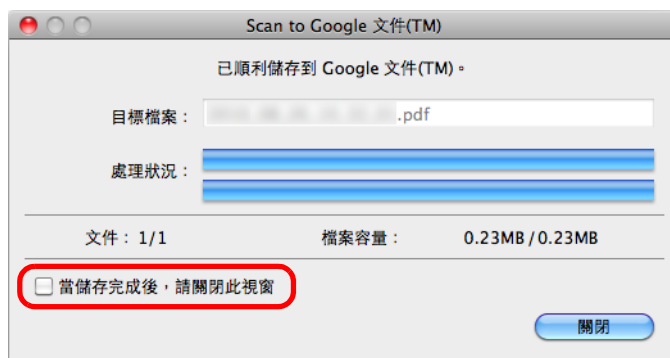 Scan to Google 文件(TM)
已順利儲存到 Google 文件(TM)。
目標檔案： .pdf
處理狀況：
文件： 1/1 檔案容量： 0.23MB / 0.23MB
當儲存完成後，請關閉此視窗
關閉